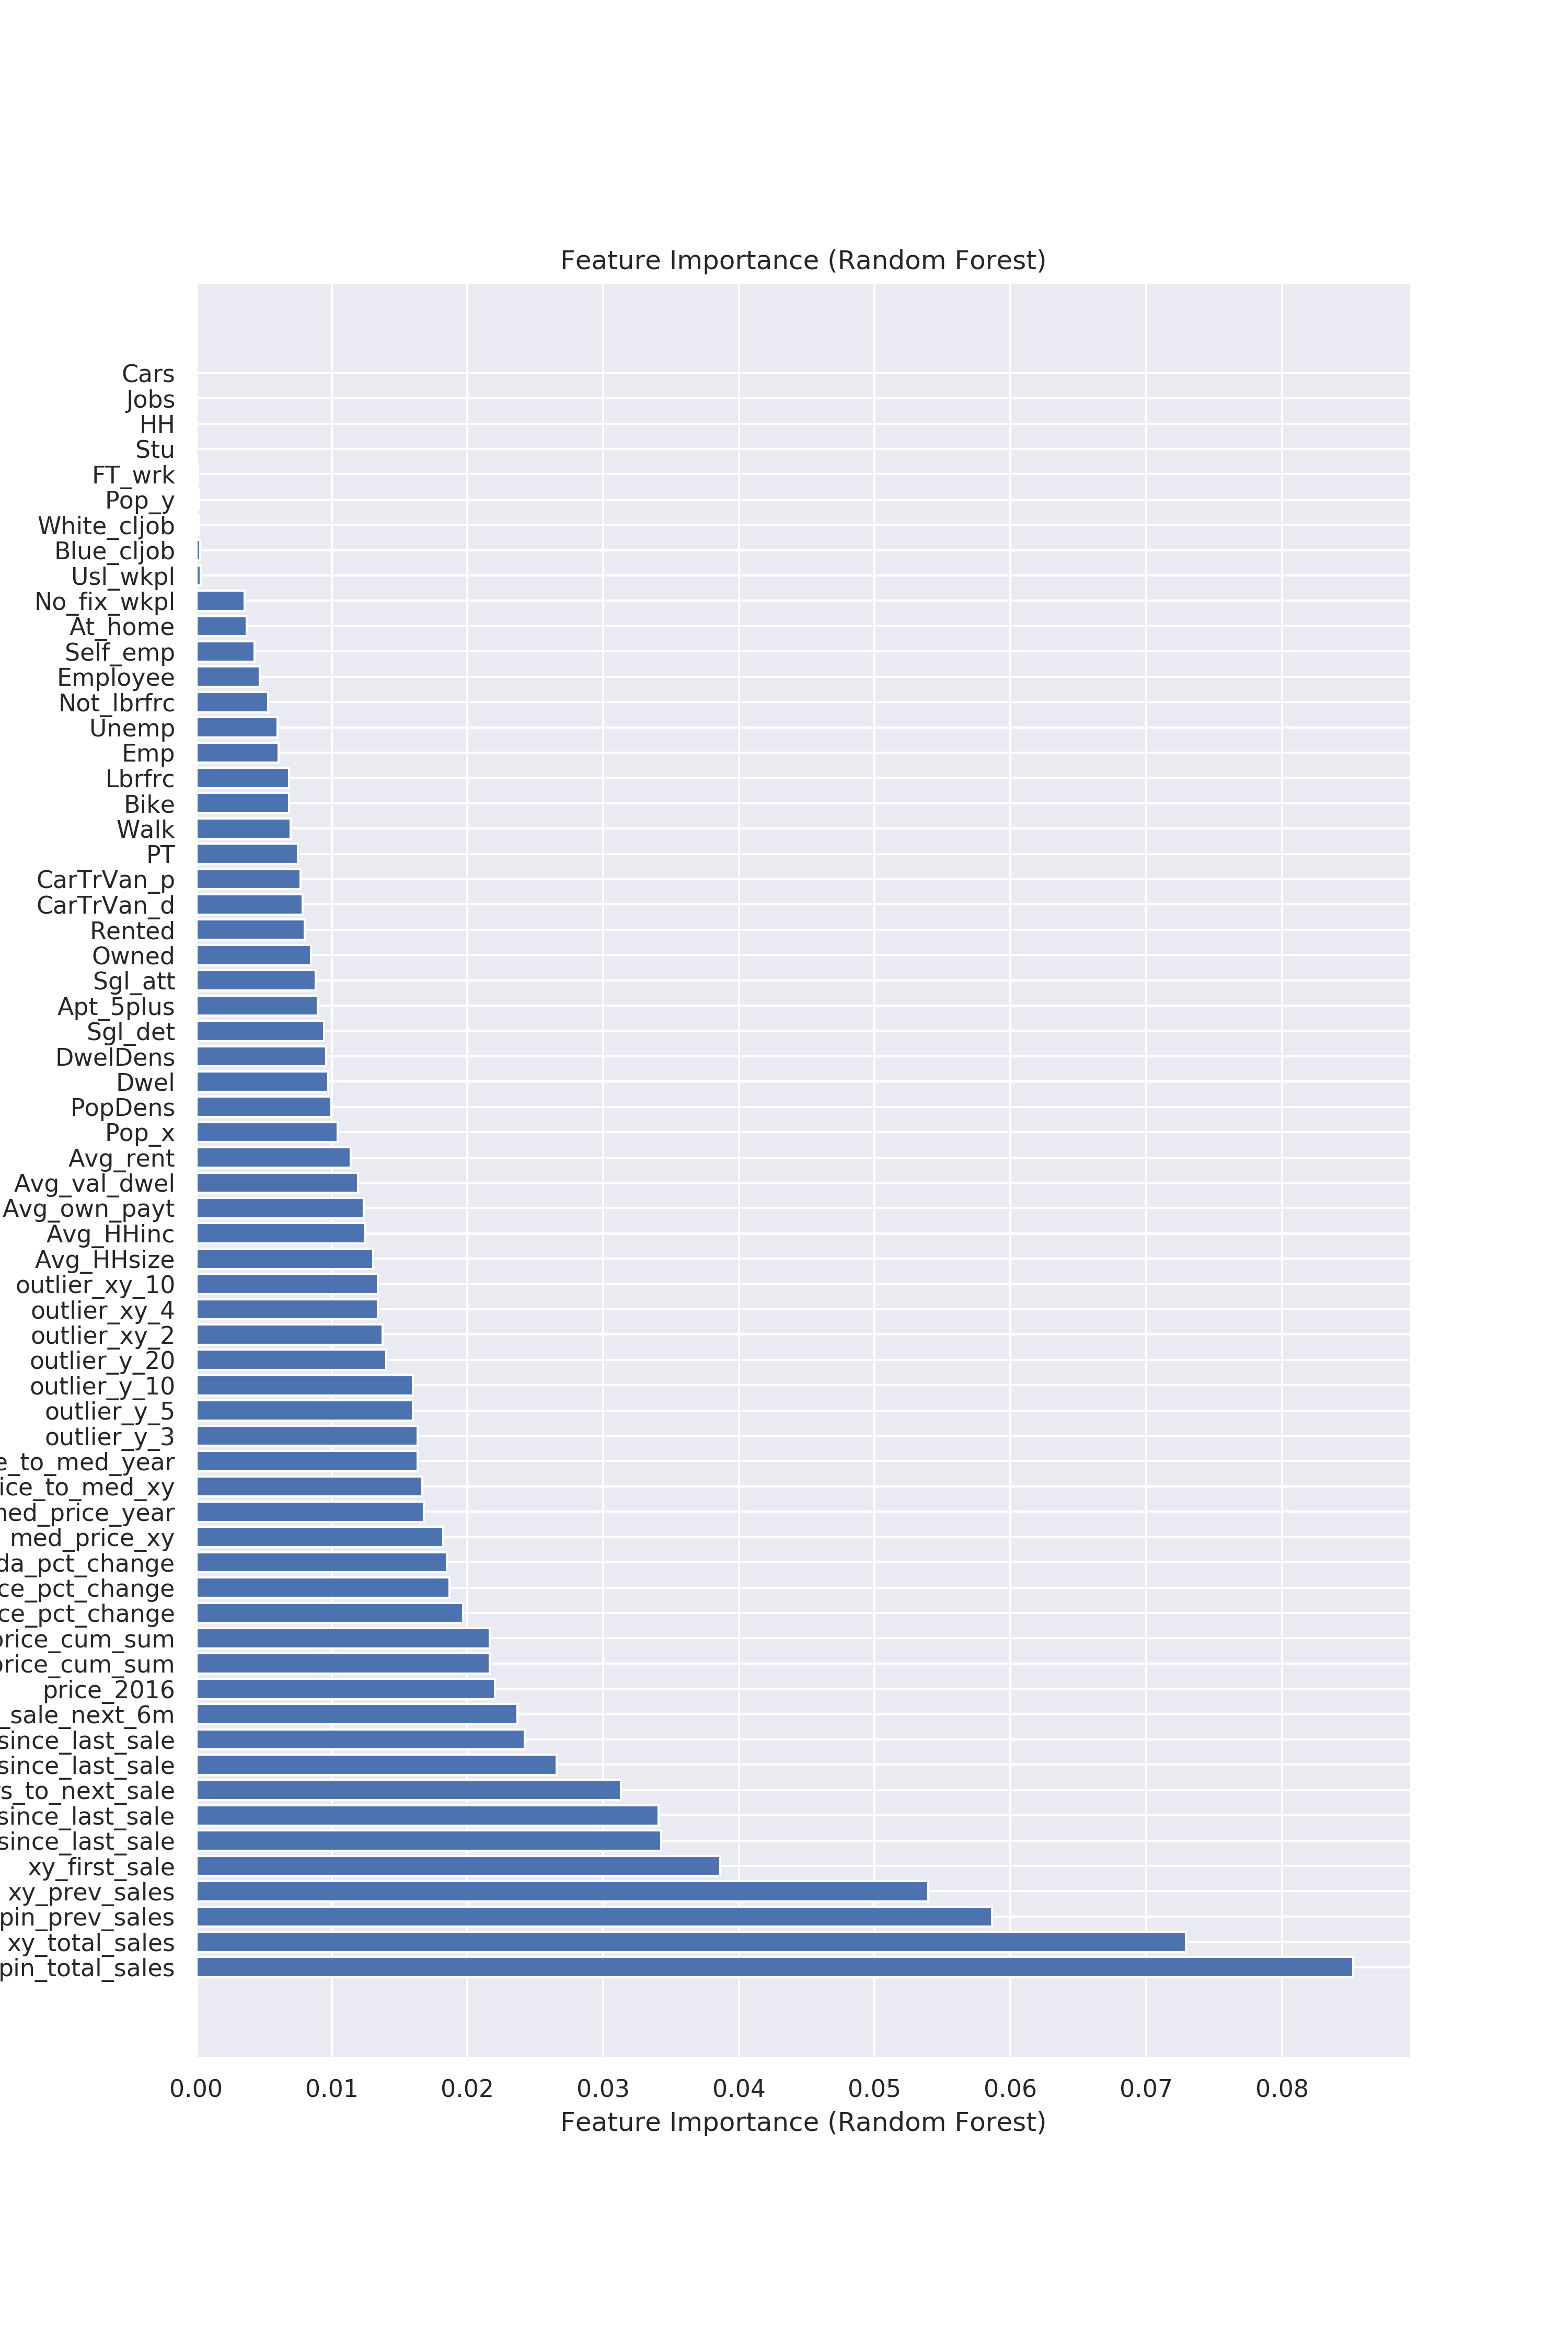 Feature Importance (Random Forest)
Cars
Jobs
HH
Stu
FT_wrk
Pop_y
White_cljob
Blue_cljob
Usl_wkpl
No_fix_wkpl
At_home
Self_emp
Employee
Not_lbrfrc
Unemp
Emp
Lbrfrc
Bike
Walk
PT
CarTrVan_p
CarTrVan_d
Rented
Owned
Sgl_att
Apt_5plus
Sgl_det
DwelDens
Dwel
PopDens
Pop_x
Avg_rent
Avg_val_dwel
Avg_own_payt
Avg_HHinc
Avg_HHsize
outlier_xy_10
outlier_xy_4
outlier_xy_2
outlier_y_20
outlier_y_10
outlier_y_5
outlier_y_3
e_to_med_year
ice_to_med_xy
med_price_year
med_price_xy
da_pct_change
ce_pct_change
ce_pct_change
price_cum_sum
price_cum_sum
price_2016
_sale_next_6m
since_last_sale
since_last_sale
s_to_next_sale
since_last_sale
since_last_sale
xy_first_sale
xy_prev_sales
pin_prev_sales
xy_total_sales
pin_total_sales
0.00 0.01 0.02 0.03 0.04 0.05 0.06 0.07 0.08
Feature Importance (Random Forest)